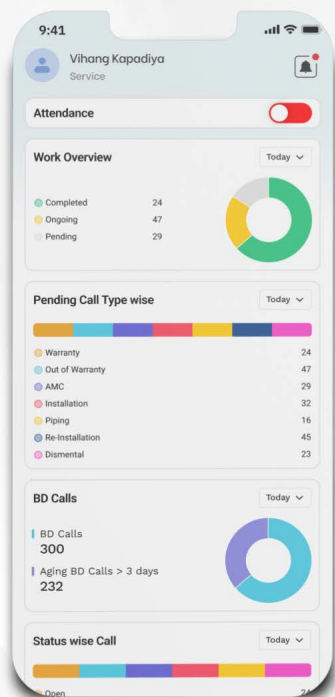 9:41
Vihang Kapadiya
Service
Attendance
Work Overview Today
Completed 24
Ongoing 47
Pending 29
Pending Call Type wise Today
Warranty 24
Out of Warranty 47
AMC 29
Installation 32
Piping 16
Re-Installation 45
Dismental 23
BD Calls Today
BD Calls
300
Aging BD Calls > 3 days
232
Status wise Call Today
Open 24